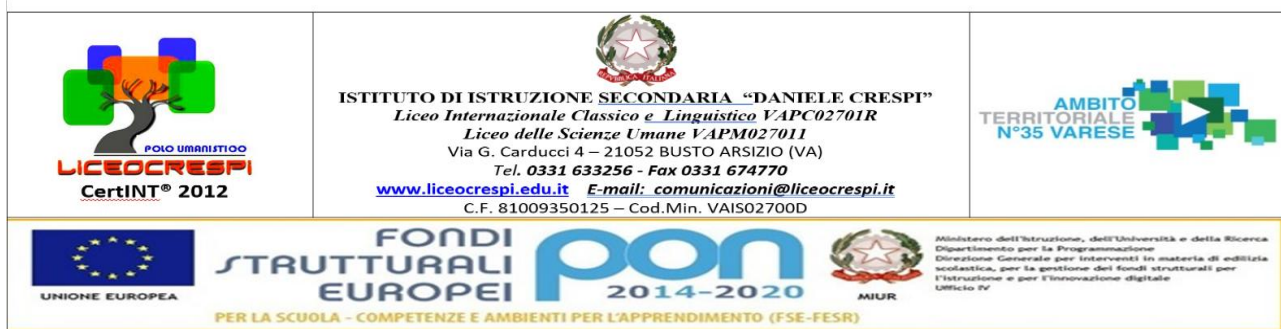 POLO UMANISTICO
LICEOCRESPI
CertINT® 2012
REPVBBLICA ITALIANA
ISTITUTO DI ISTRUZIONE SECONDARIA “DANIELE CRESPI”
Liceo Internazionale Classico e Linguistico VAPC02701R
Liceo delle Scienze Umane VAPM027011
Via G. Carducci 4 – 21052 BUSTO ARSIZIO (VA)
Tel. 0331 633256 - Fax 0331 674770
www.liceocrespi.edu.it E-mail: comunicazioni@liceocrespi.it
C.F. 81009350125 – Cod.Min. VAIS02700D
AMBITO
TERRITORIALE
N°35 VARESE
UNIONE EUROPEA
FONDI
STRUTTURALI
EUROPEI
pon
2014-2020
MIUR
Ministero dell'Istruzione, dell'Università e della Ricerca
Dipartimento per la Programmazione
Direzione Generale per interventi in materia di edilizia
scolastica, per la gestione dei fondi strutturali per
l'istruzione e per l'innovazione digitale
Ufficio IV
PER LA SCUOLA - COMPETENZE E AMBIENTI PER L'APPRENDIMENTO (FSE-FESR)